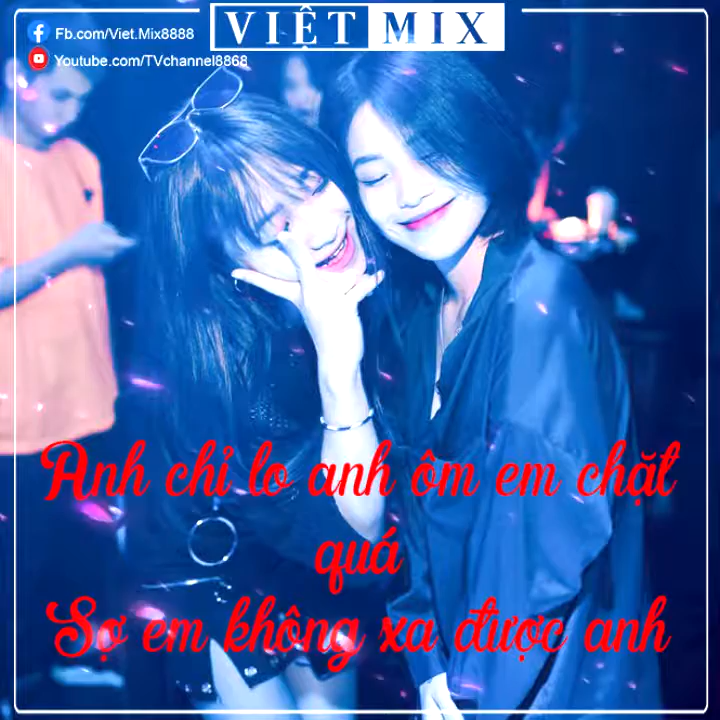 Fb.com/Viet.Mix8888
VIỆT MIX
Youtube.com/TVchannel8868
Anh chỉ lo anh ôm em chặt
quá
Sợ em không xa được anh